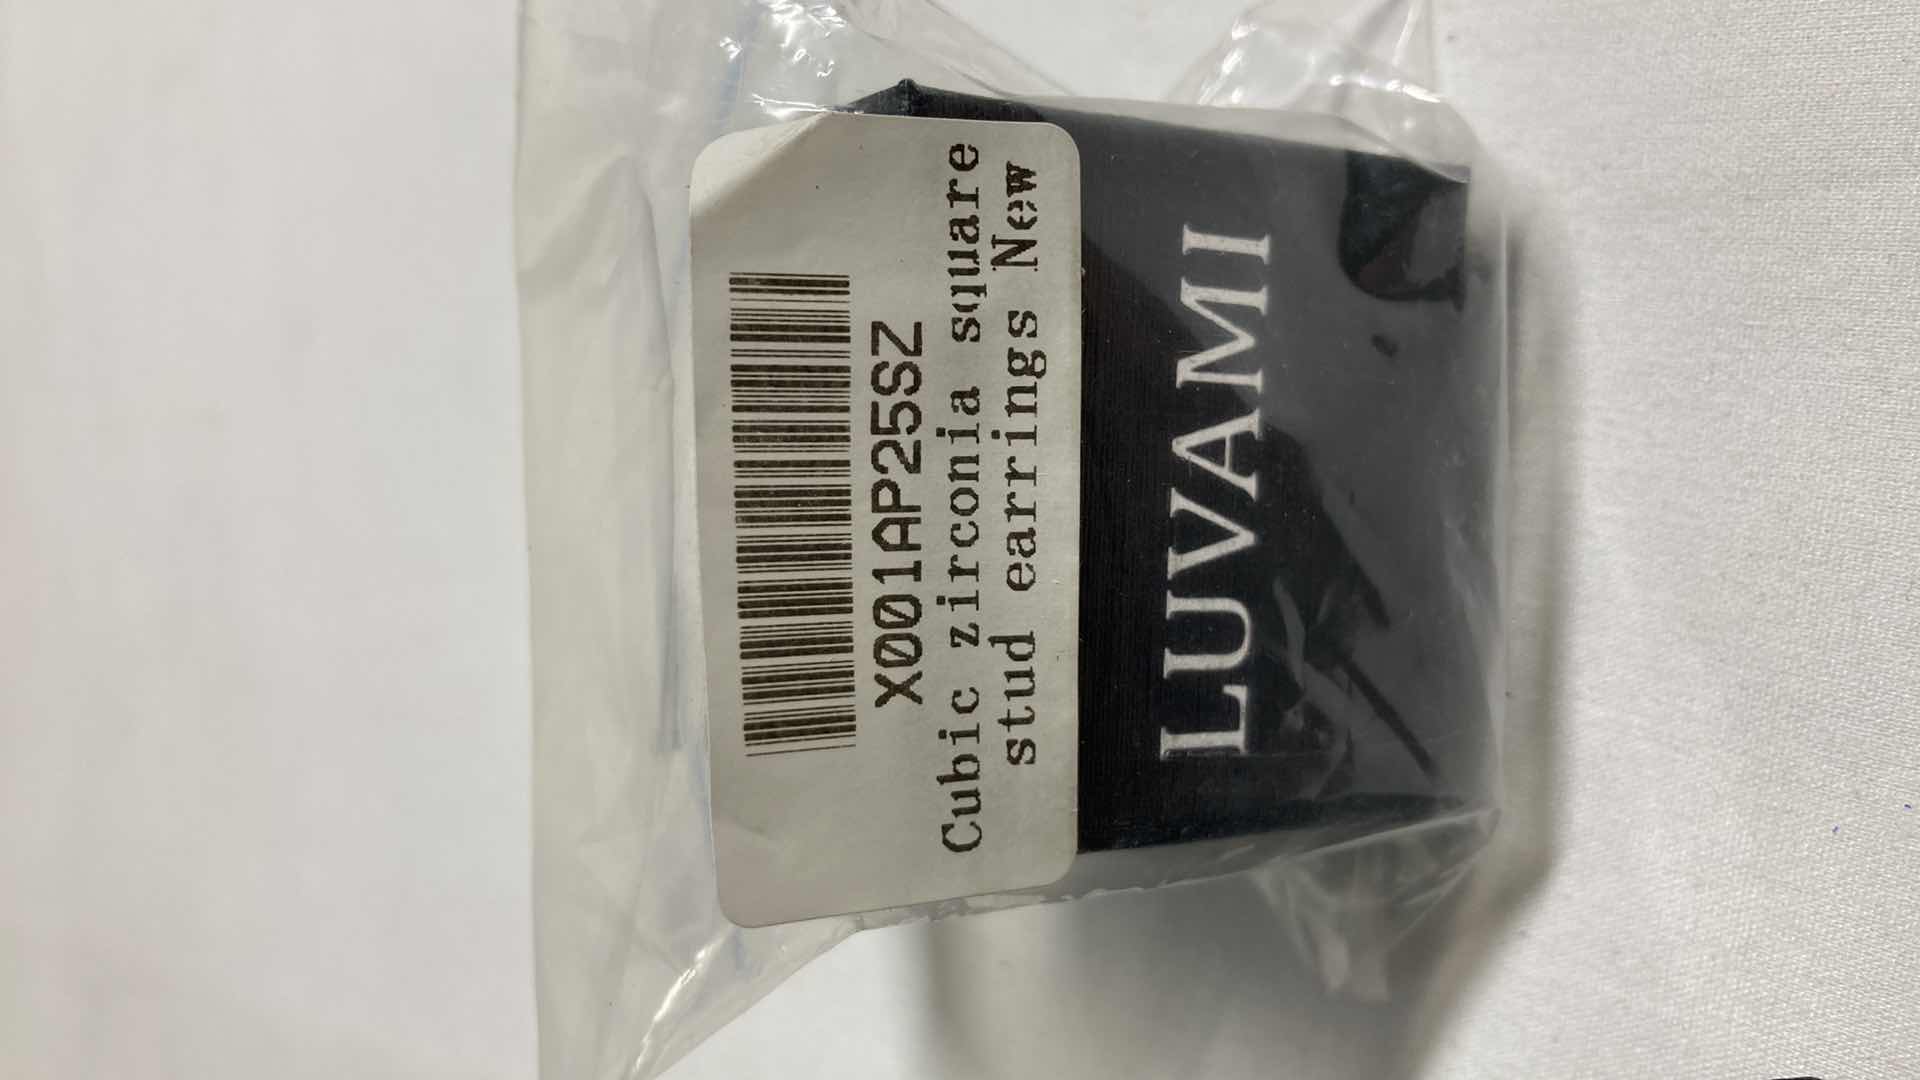 X001AP25SZ
Cubic zirconia square
stud earrings New
LUVAMI